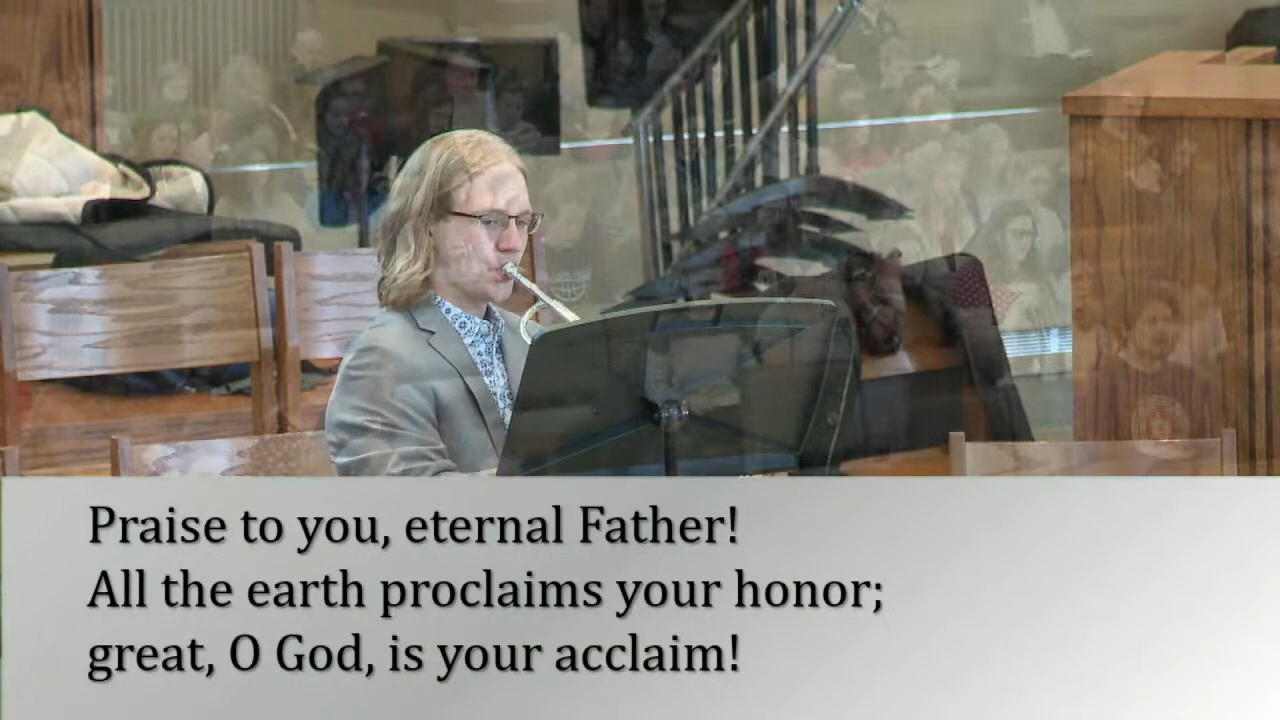 Praise to you, eternal Father!
All the earth proclaims your honor;
great, O God, is your acclaim!